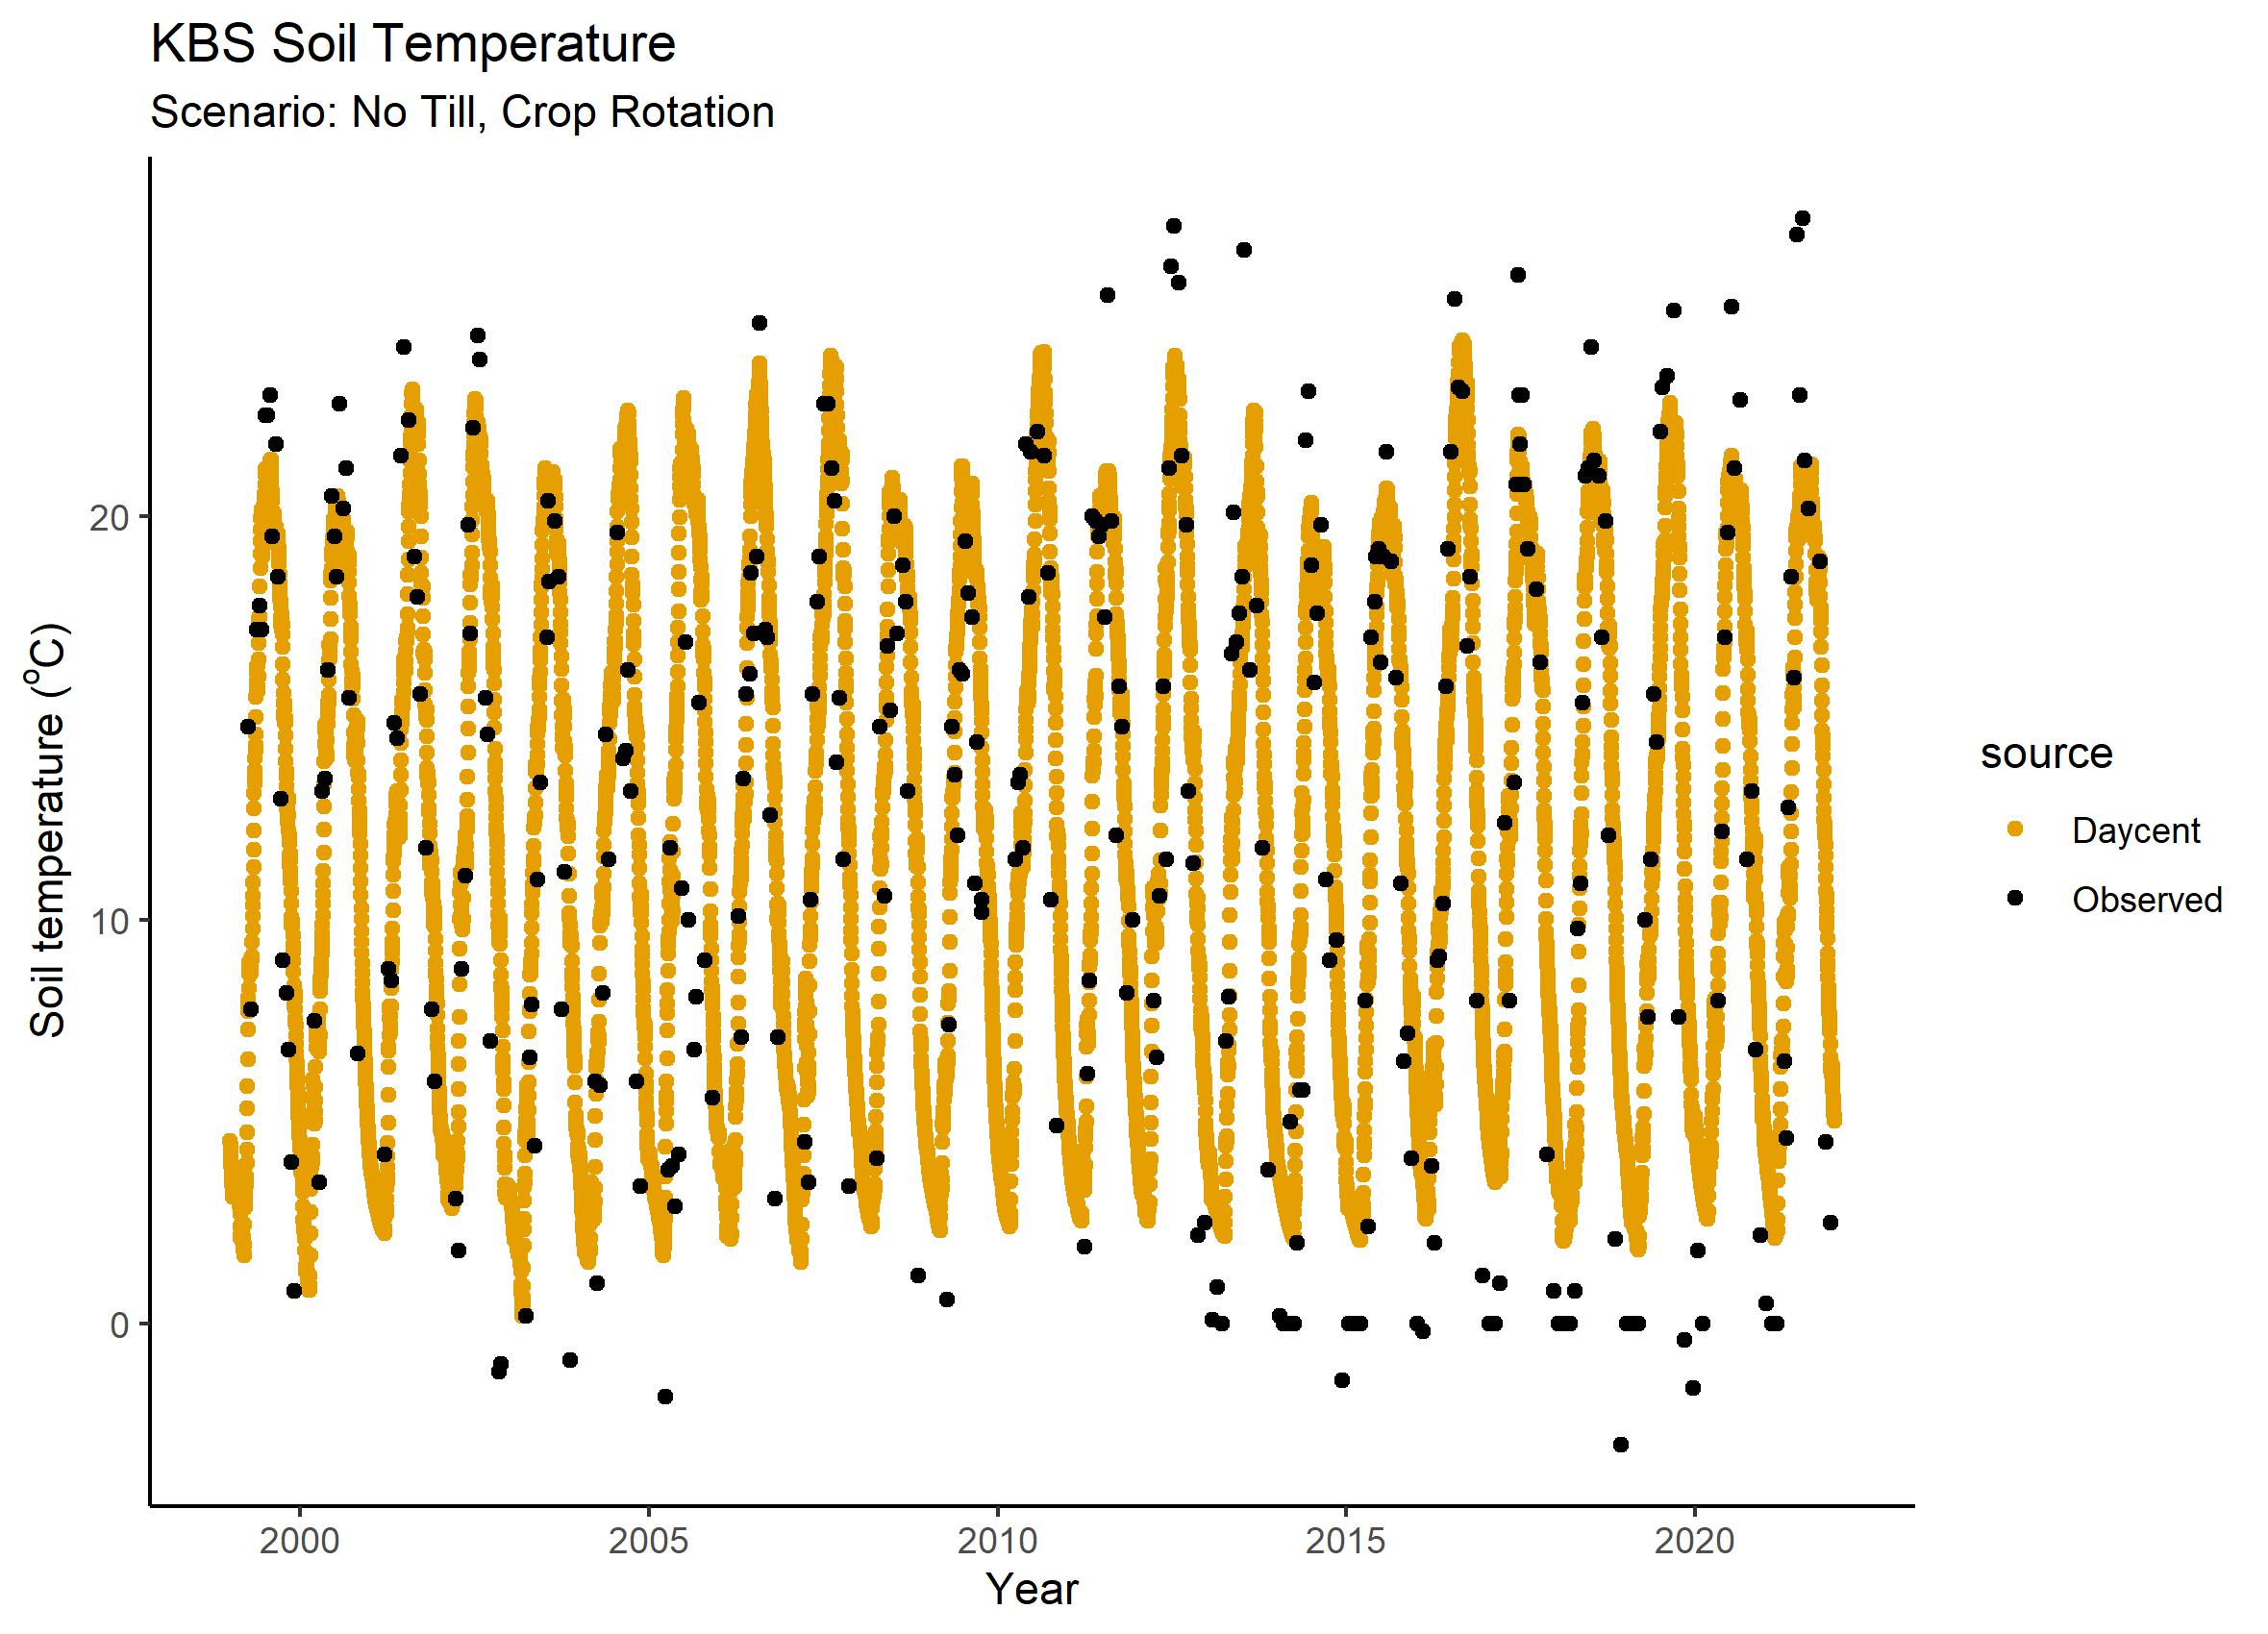 KBS Soil Temperature
Scenario: No Till, Crop Rotation
Soil temperature (°C)
20
10
0
2000
2005
2010
2015
2020
Year
source
Daycent
Observed